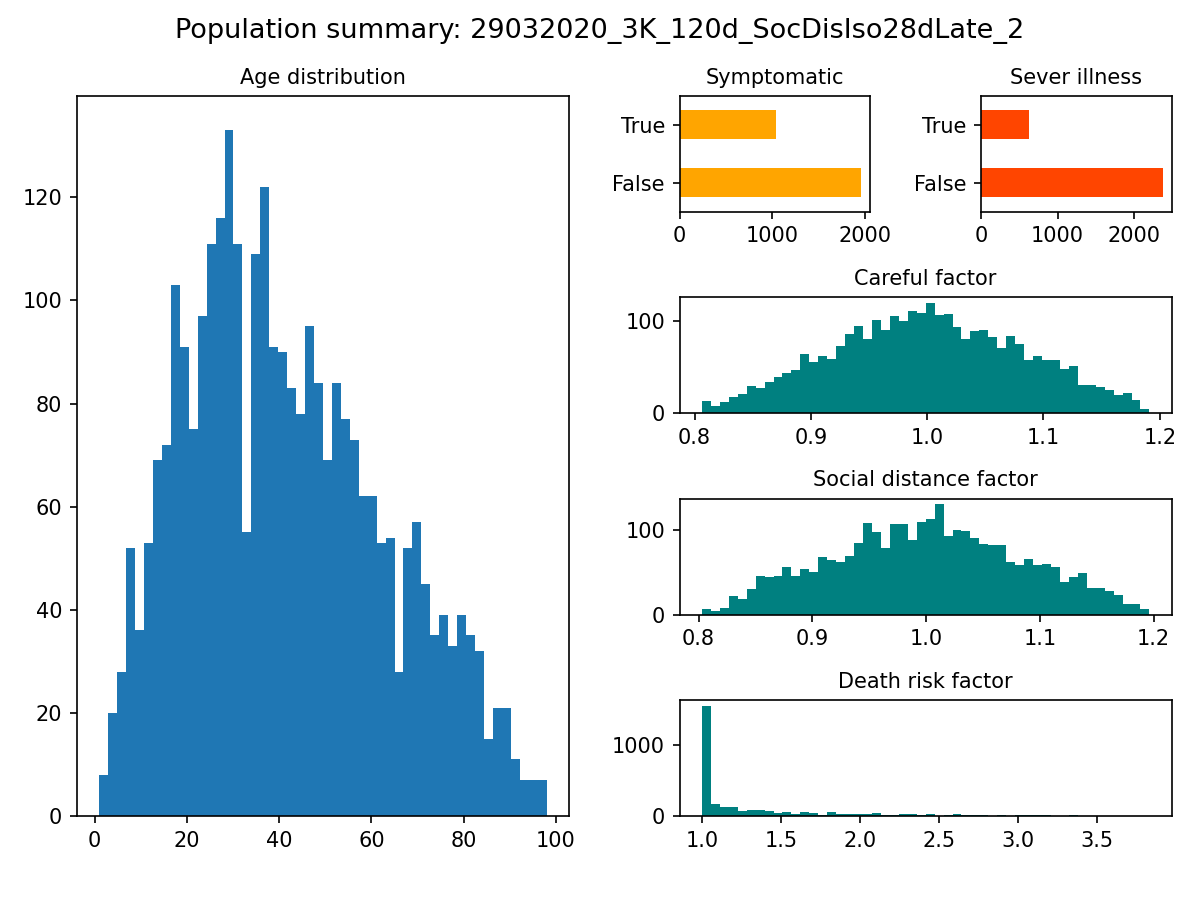 Population summary: 29032020_3K_120d_SocDisIso28dLate_2
Age distribution
120
100
80
60
40
20
0
0 20 40 60 80 100
Symptomatic
True
False
0 1000 2000
Sever illness
True
False
0 1000 2000
Careful factor
100
0
0.8 0.9 1.0 1.1 1.2
Social distance factor
100
0
0.8 0.9 1.0 1.1 1.2
Death risk factor
1000
0
1.0 1.5 2.0 2.5 3.0 3.5